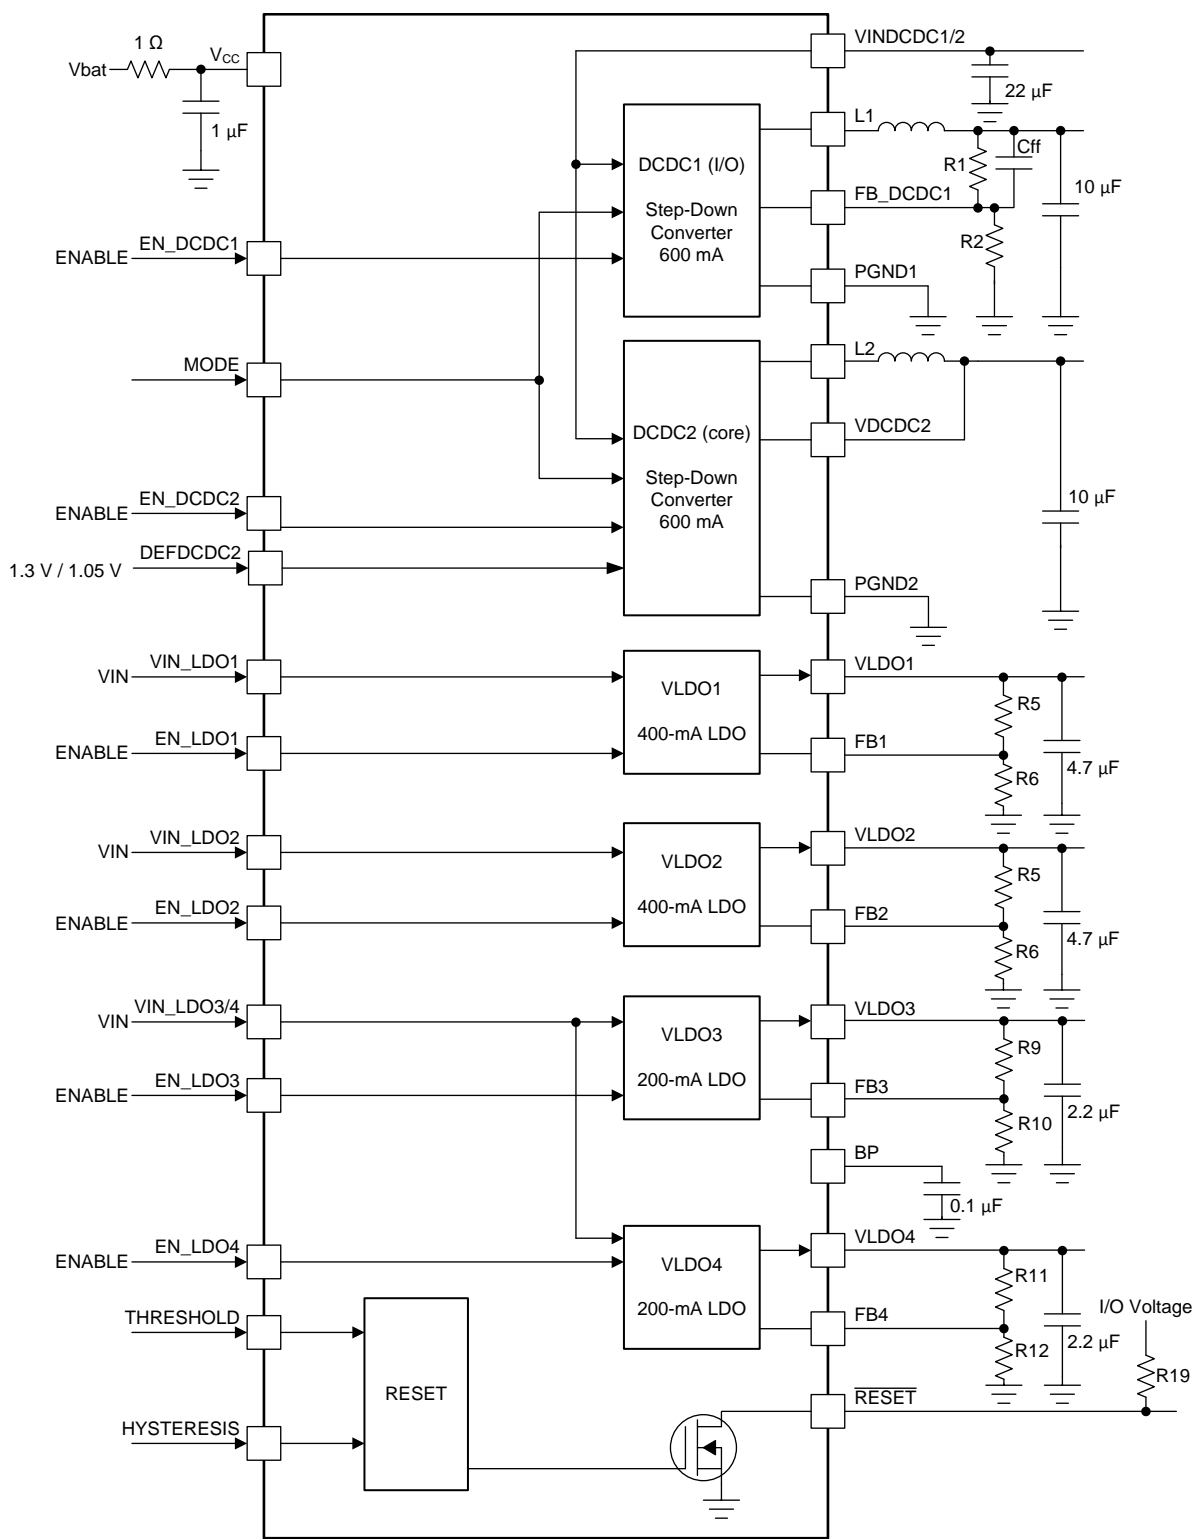 1 Ω
Vbat
VCC
1 µF
VINDCDC1/2
22 µF
L1
DCDC1 (I/O)
Step-Down
Converter
600 mA
R1
Cff
10 µF
FB_DCDC1
R2
ENABLE
EN_DCDC1
PGND1
MODE
L2
DCDC2 (core)
Step-Down
Converter
600 mA
VDCDC2
10 µF
ENABLE
EN_DCDC2
DEFDCDC2
1.3 V / 1.05 V
PGND2
VIN
VIN_LDO1
VLDO1
400-mA LDO
VLDO1
R5
ENABLE
EN_LDO1
FB1
R6
4.7 µF
VIN
VIN_LDO2
VLDO2
400-mA LDO
VLDO2
R5
ENABLE
EN_LDO2
FB2
R6
4.7 µF
VIN
VIN_LDO3/4
VLDO3
200-mA LDO
VLDO3
R9
ENABLE
EN_LDO3
FB3
R10
2.2 µF
BP
0.1 µF
ENABLE
EN_LDO4
VLDO4
200-mA LDO
VLDO4
R11
FB4
R12
2.2 µF
I/O Voltage
R19
THRESHOLD
RESET
HYSTERESIS
RESET